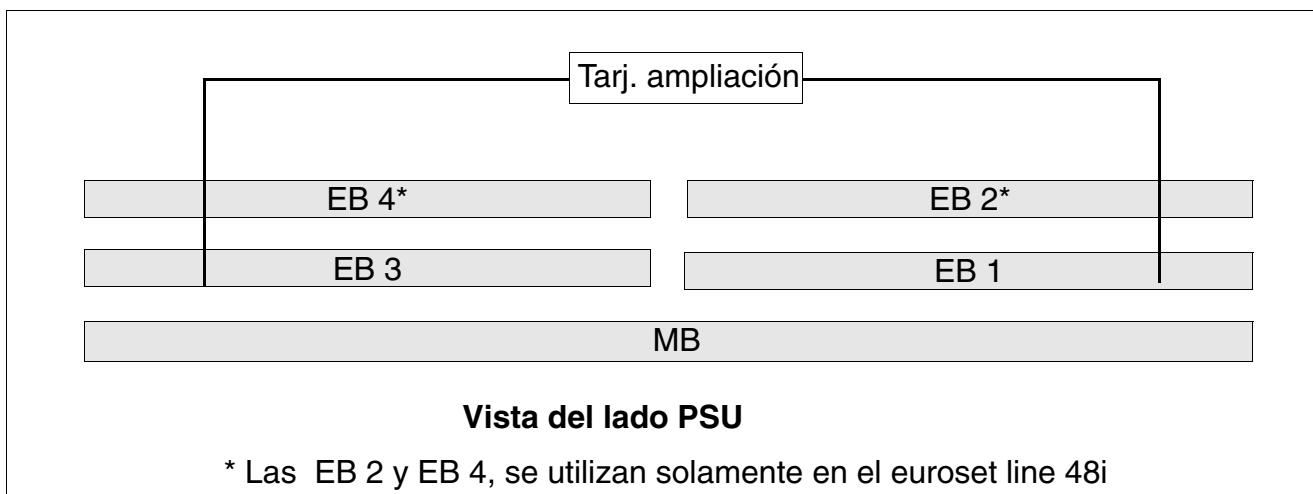 Tarj. ampliación
EB 4*
EB 2*
EB 3
EB 1
MB
Vista del lado PSU
* Las EB 2 y EB 4, se utilizan solamente en el euroset line 48i